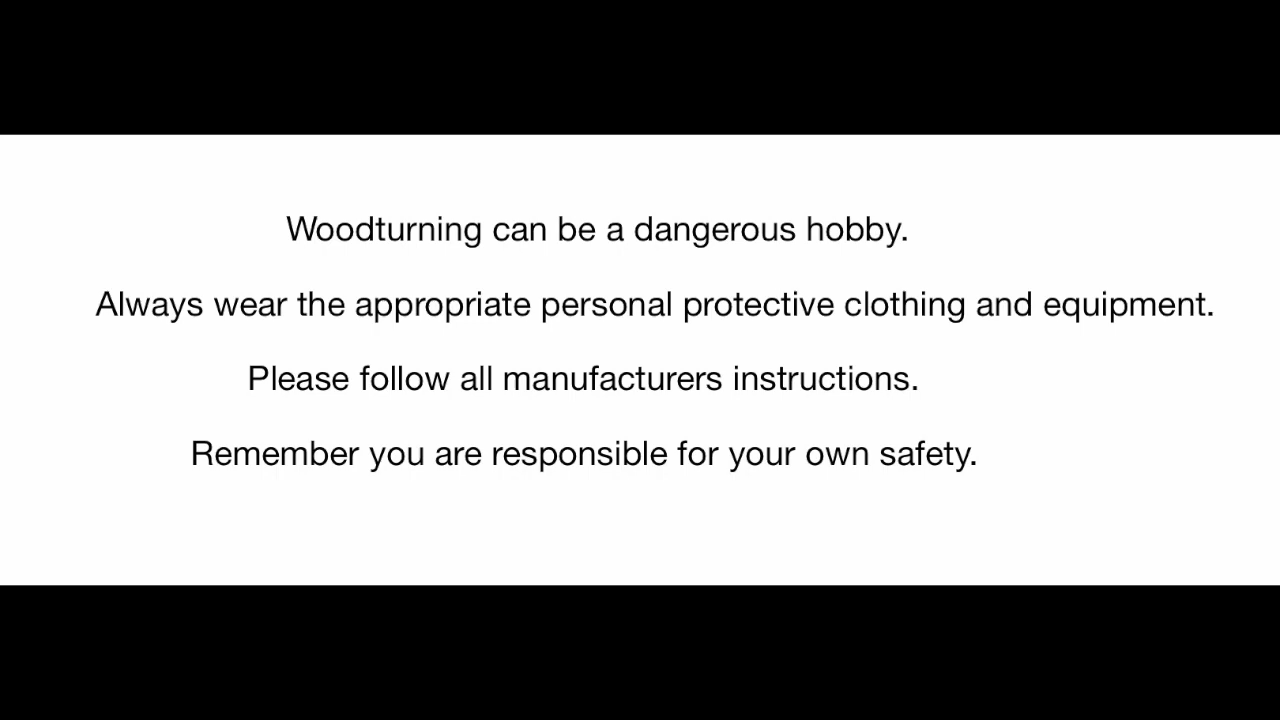 Woodturning can be a dangerous hobby.
Always wear the appropriate personal protective clothing and equipment.
Please follow all manufacturers instructions.
Remember you are responsible for your own safety.